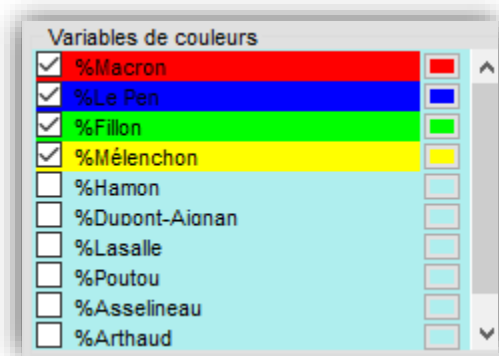 Variables de couleurs
%Macron
%Le Pen
%Fillon
%Mélenchon
%Hamon
%Dupont-Aignan
%Lasalle
%Poutou
%Asselineau
%Arthaud